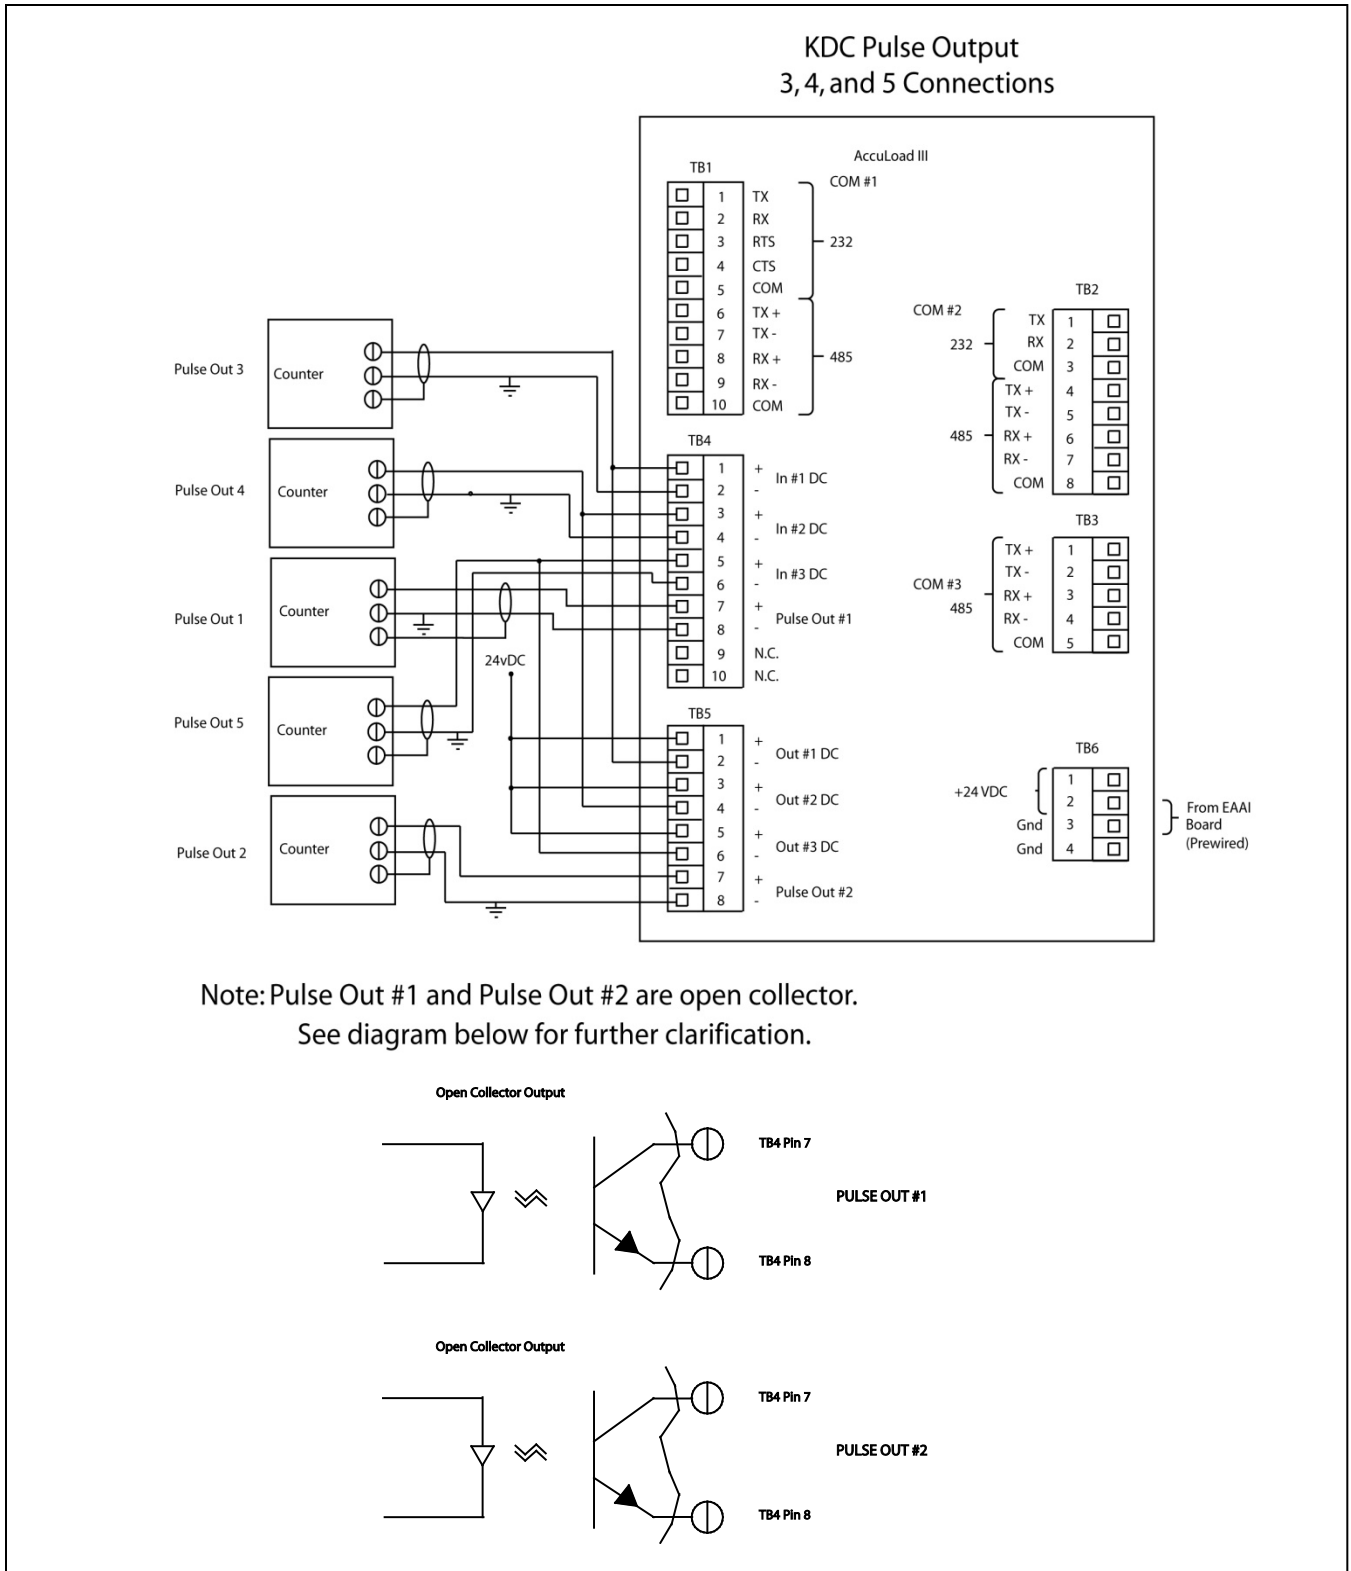 KDC Pulse Output
3, 4, and 5 Connections
AccuLoad III
TB1
COM #1
1 TX
2 RX
3 RTS
4 CTS
5 COM
232
6 TX +
7 TX -
8 RX +
9 RX -
10 COM
485
TB2
COM #2
TX 1
RX 2
COM 3
232
TX + 4
TX - 5
RX + 6
RX - 7
COM 8
485
Pulse Out 3
Counter
Pulse Out 4
Counter
Pulse Out 1
Counter
Pulse Out 5
Counter
Pulse Out 2
Counter
24vDC
TB4
1 +
In #1 DC
2 -
3 +
In #2 DC
4 -
5 +
In #3 DC
6 -
7 +
Pulse Out #1
8 -
9 N.C.
10 N.C.
TB3
COM #3
485
TX + 1
TX - 2
RX + 3
RX - 4
COM 5
TB5
1 +
Out #1 DC
2 -
3 +
Out #2 DC
4 -
5 +
Out #3 DC
6 -
7 +
Pulse Out #2
8 -
TB6
+24 VDC
1
2
Gnd 3
Gnd 4
From EAAI
Board
(Prewired)
Note: Pulse Out #1 and Pulse Out #2 are open collector.
See diagram below for further clarification.
Open Collector Output
TB4 Pin 7
PULSE OUT #1
TB4 Pin 8
Open Collector Output
TB4 Pin 7
PULSE OUT #2
TB4 Pin 8